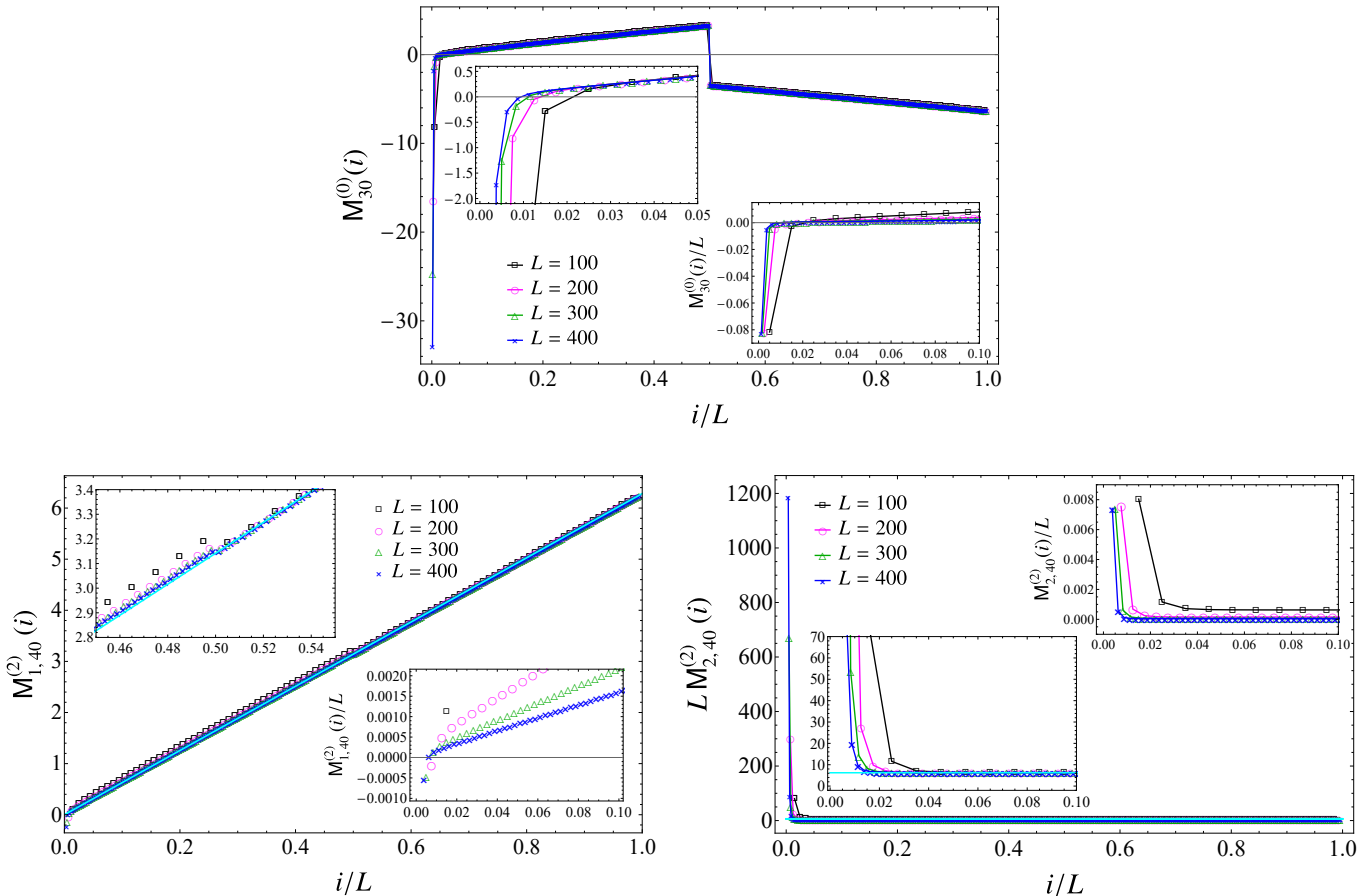 0
−10
−20
−30
M_{30}^{(0)}(i)
0.0 0.2 0.4 0.6 0.8 1.0
i/L
0.5
0.0
−0.5
−1.0
−1.5
−2.0
0.00 0.01 0.02 0.03 0.04 0.05
L = 100
L = 200
L = 300
L = 400
M_{30}^{(0)}(i)/L
0.00
−0.02
−0.04
−0.06
−0.08
0.00 0.02 0.04 0.06 0.08 0.10
M_{1,40}^{(2)}(i)
6
5
4
3
2
1
0
0.0 0.2 0.4 0.6 0.8 1.0
i/L
3.4
3.3
3.2
3.1
3.0
2.9
2.8
0.46 0.48 0.50 0.52 0.54
L = 100
L = 200
L = 300
L = 400
M_{1,40}^{(2)}(i)/L
0.0020
0.0015
0.0010
0.0005
0.0000
−0.0005
−0.0010
0.00 0.02 0.04 0.06 0.08 0.10
L M_{2,40}^{(2)}(i)
1200
1000
800
600
400
200
0
0.0 0.2 0.4 0.6 0.8 1.0
i/L
L = 100
L = 200
L = 300
L = 400
M_{2,40}^{(2)}(i)/L
0.008
0.006
0.004
0.002
0.000
0.00 0.02 0.04 0.06 0.08 0.10
70
60
50
40
30
20
10
0
0.00 0.02 0.04 0.06 0.08 0.10